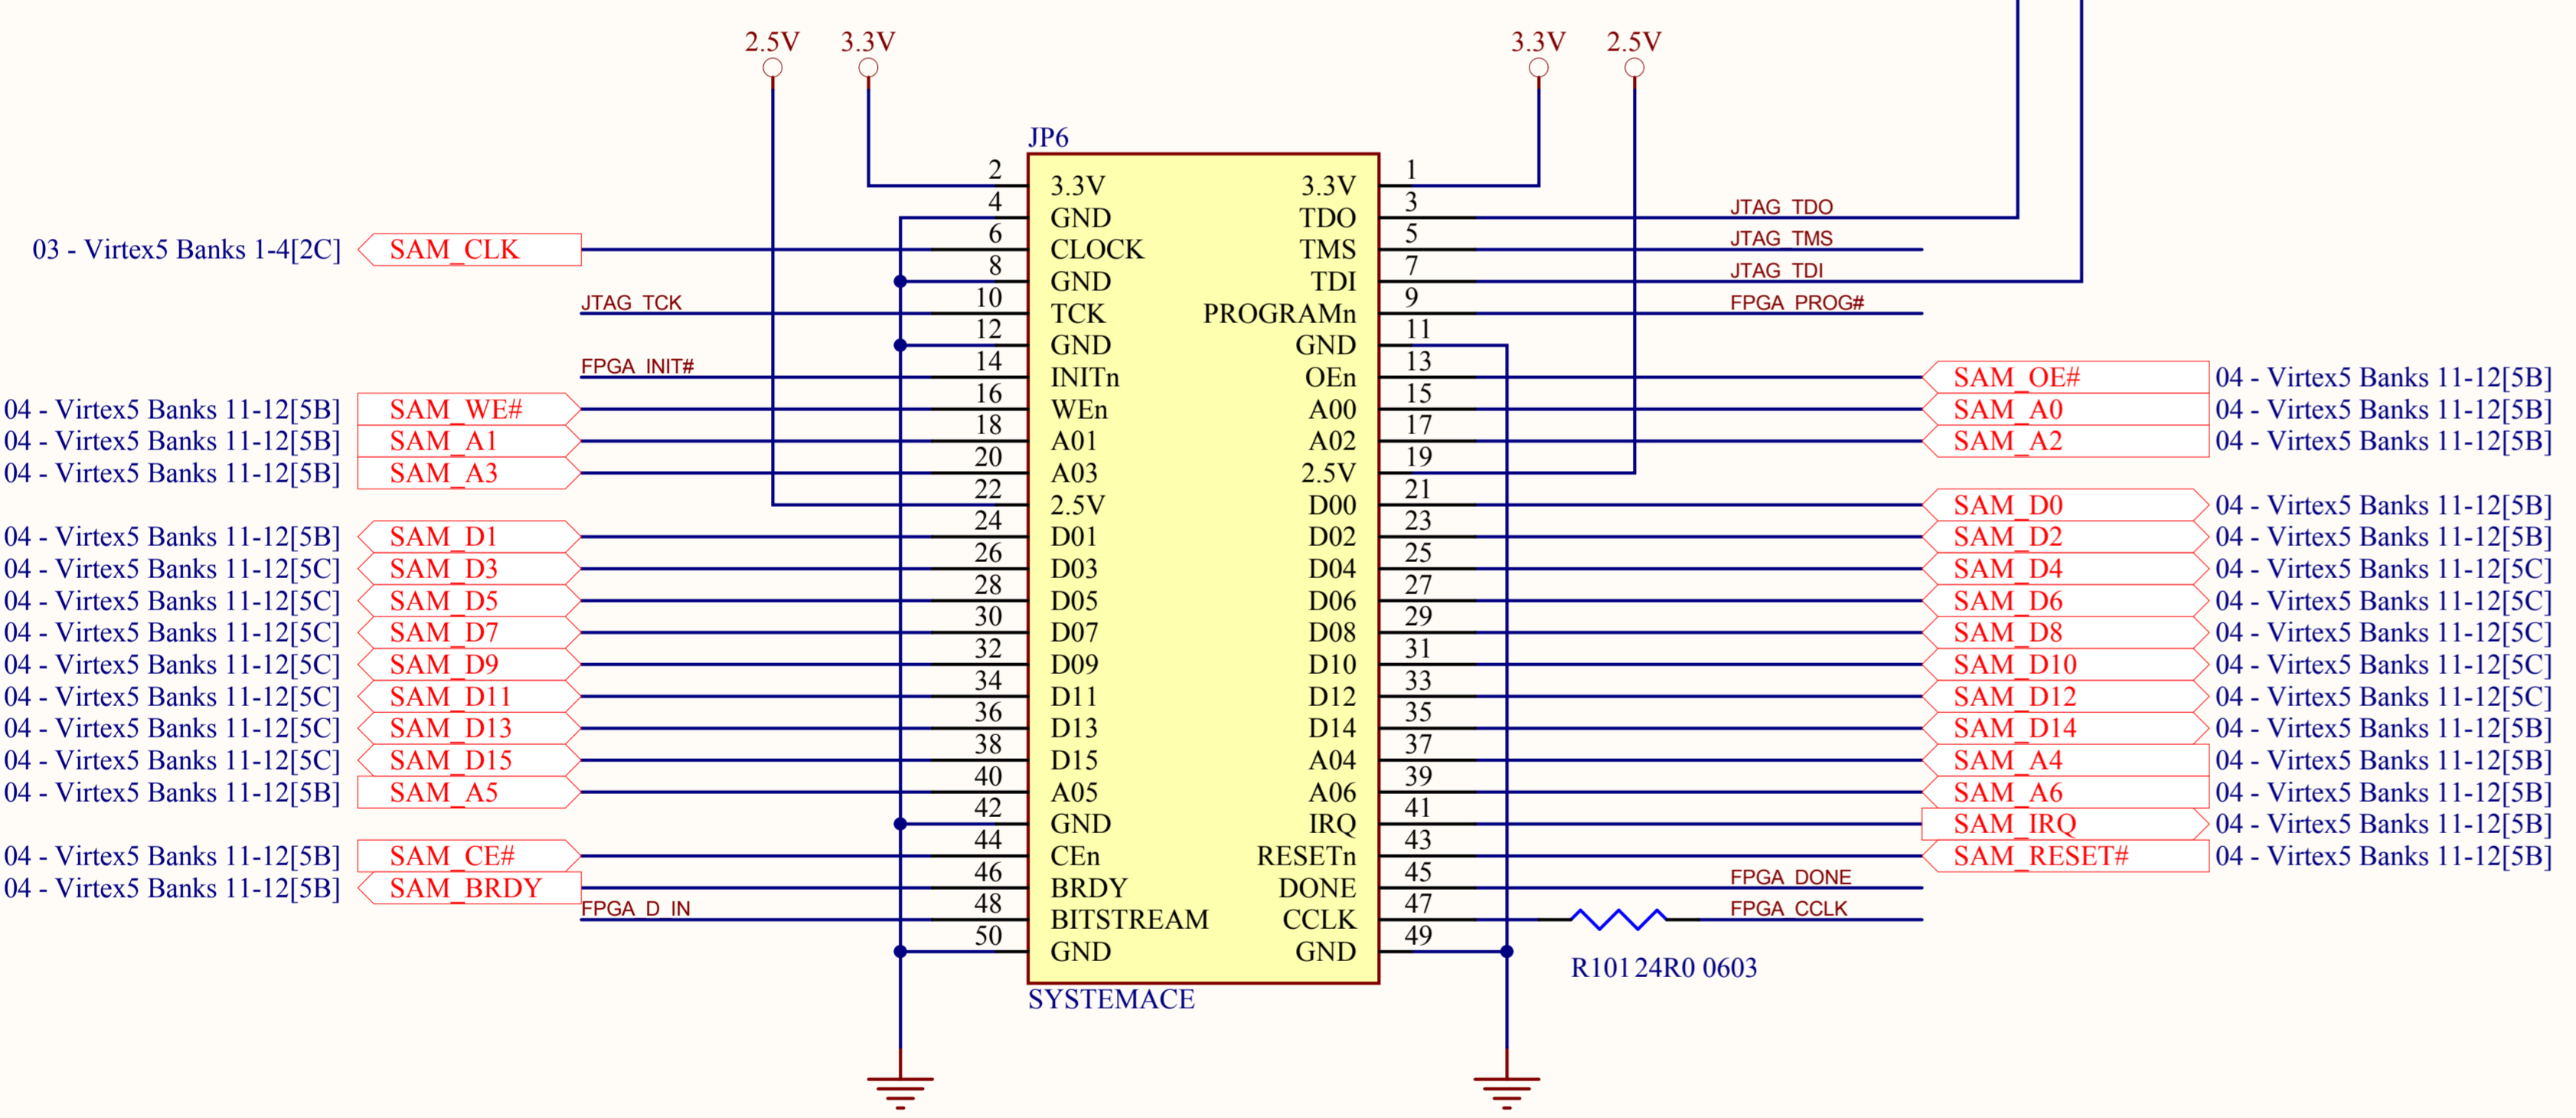 2.5V 3.3V 3.3V 2.5V
JP6
2 1
3.3V 3.3V
4 3
GND TDO JTAG_TDO
6 5
03 - Virtex5 Banks 1-4[2C] SAM_CLK CLOCK TMS JTAG_TMS
8 7
GND TDI JTAG_TDI
10 9
JTAG_TCK TCK PROGRAMn FPGA_PROG#
12 11
GND GND
14 13
FPGA_INIT# INITn OEn SAM_OE# 04 - Virtex5 Banks 11-12[5B]
16 15
04 - Virtex5 Banks 11-12[5B] SAM_WE# WEn A00 SAM_A0 04 - Virtex5 Banks 11-12[5B]
18 17
04 - Virtex5 Banks 11-12[5B] SAM_A1 A01 A02 SAM_A2 04 - Virtex5 Banks 11-12[5B]
20 19
04 - Virtex5 Banks 11-12[5B] SAM_A3 A03 2.5V
22 21
2.5V D00 SAM_D0 04 - Virtex5 Banks 11-12[5B]
24 23
04 - Virtex5 Banks 11-12[5B] SAM_D1 D01 D02 SAM_D2 04 - Virtex5 Banks 11-12[5B]
26 25
04 - Virtex5 Banks 11-12[5C] SAM_D3 D03 D04 SAM_D4 04 - Virtex5 Banks 11-12[5C]
28 27
04 - Virtex5 Banks 11-12[5C] SAM_D5 D05 D06 SAM_D6 04 - Virtex5 Banks 11-12[5C]
30 29
04 - Virtex5 Banks 11-12[5C] SAM_D7 D07 D08 SAM_D8 04 - Virtex5 Banks 11-12[5C]
32 31
04 - Virtex5 Banks 11-12[5C] SAM_D9 D09 D10 SAM_D10 04 - Virtex5 Banks 11-12[5C]
34 33
04 - Virtex5 Banks 11-12[5C] SAM_D11 D11 D12 SAM_D12 04 - Virtex5 Banks 11-12[5C]
36 35
04 - Virtex5 Banks 11-12[5C] SAM_D13 D13 D14 SAM_D14 04 - Virtex5 Banks 11-12[5B]
38 37
04 - Virtex5 Banks 11-12[5C] SAM_D15 D15 A04 SAM_A4 04 - Virtex5 Banks 11-12[5B]
40 39
04 - Virtex5 Banks 11-12[5B] SAM_A5 A05 A06 SAM_A6 04 - Virtex5 Banks 11-12[5B]
42 41
GND IRQ SAM_IRQ 04 - Virtex5 Banks 11-12[5B]
44 43
04 - Virtex5 Banks 11-12[5B] SAM_CE# CEn RESETn SAM_RESET# 04 - Virtex5 Banks 11-12[5B]
46 45
04 - Virtex5 Banks 11-12[5B] SAM_BRDY BRDY DONE FPGA_DONE
48 47
FPGA_D_IN BITSTREAM CCLK FPGA_CCLK
50 49
GND GND
R101 24R0 0603
SYSTEMACE